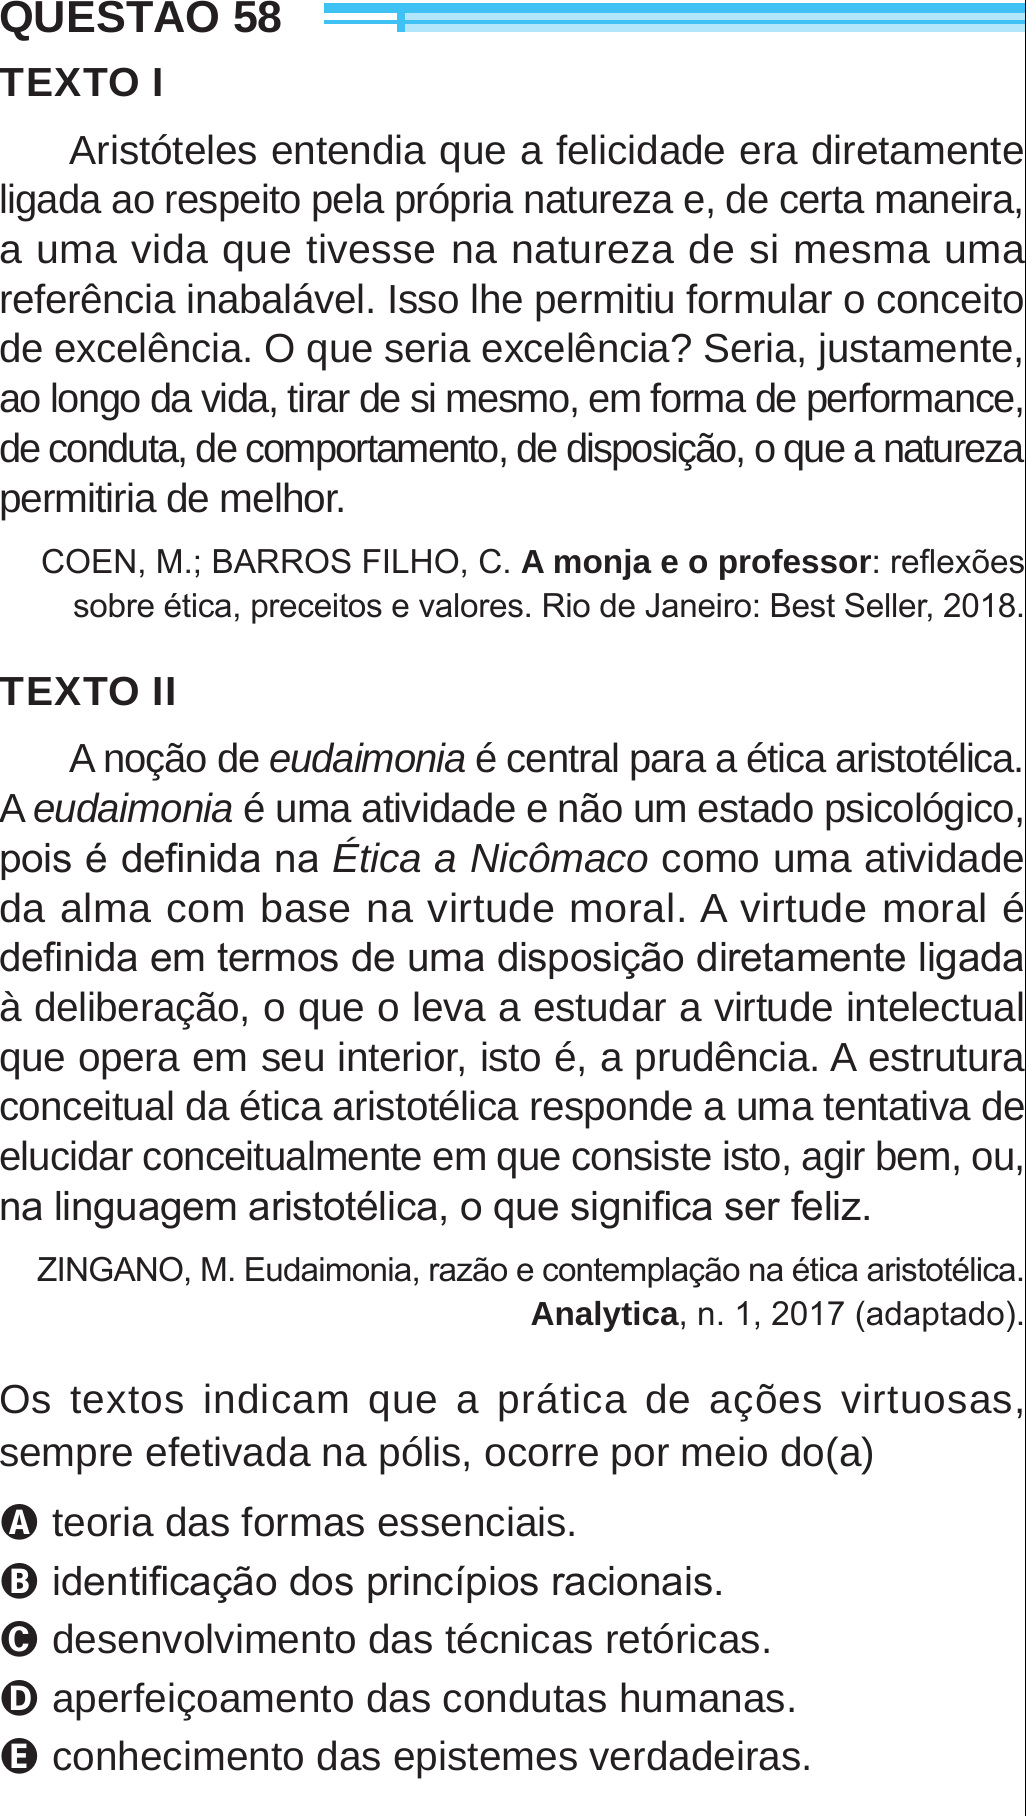 QUESTÃO 58
TEXTO I
Aristóteles entendia que a felicidade era diretamente
ligada ao respeito pela própria natureza e, de certa maneira,
a uma vida que tivesse na natureza de si mesma uma
referência inabalável. Isso lhe permitiu formular o conceito
de excelência. O que seria excelência? Seria, justamente,
ao longo da vida, tirar de si mesmo, em forma de performance,
de conduta, de comportamento, de disposição, o que a natureza
permitiria de melhor.
COEN, M.; BARROS FILHO, C. A monja e o professor: reflexões
sobre ética, preceitos e valores. Rio de Janeiro: Best Seller, 2018.
TEXTO II
A noção de eudaimonia é central para a ética aristotélica.
A eudaimonia é uma atividade e não um estado psicológico,
pois é definida na Ética a Nicômaco como uma atividade
da alma com base na virtude moral. A virtude moral é
definida em termos de uma disposição diretamente ligada
à deliberação, o que o leva a estudar a virtude intelectual
que opera em seu interior, isto é, a prudência. A estrutura
conceitual da ética aristotélica responde a uma tentativa de
elucidar conceitualmente em que consiste isto, agir bem, ou,
na linguagem aristotélica, o que significa ser feliz.
ZINGANO, M. Eudaimonia, razão e contemplação na ética aristotélica.
Analytica, n. 1, 2017 (adaptado).
Os textos indicam que a prática de ações virtuosas,
sempre efetivada na pólis, ocorre por meio do(a)
A teoria das formas essenciais.
B identificação dos princípios racionais.
C desenvolvimento das técnicas retóricas.
D aperfeiçoamento das condutas humanas.
E conhecimento das epistemes verdadeiras.